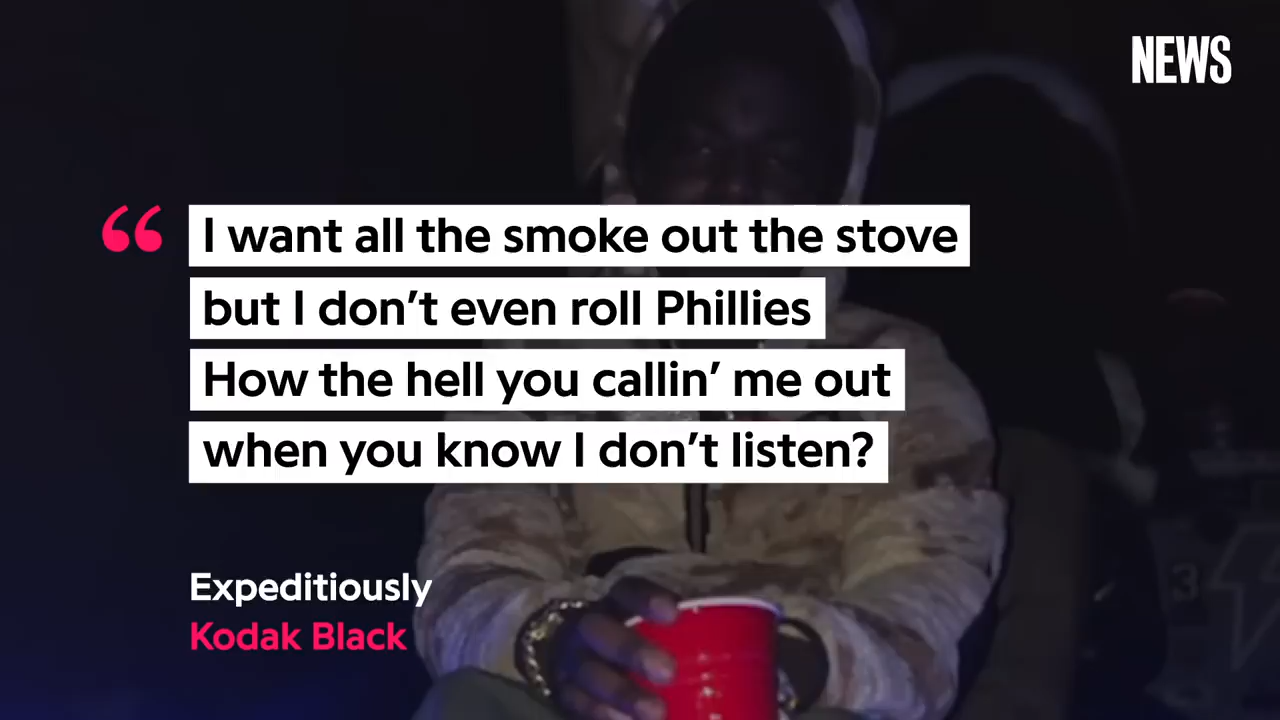 NEWS
“ I want all the smoke out the stove
but I don’t even roll Phillies
How the hell you callin’ me out
when you know I don’t listen?
Expeditiously
Kodak Black
3